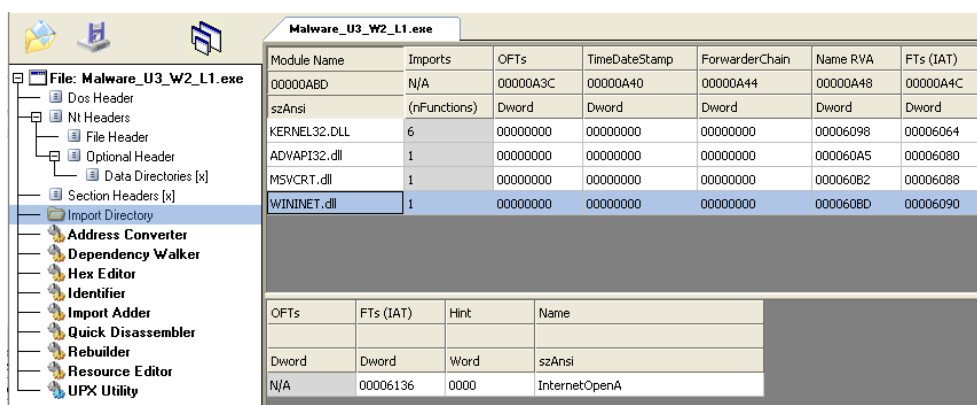 Malware_U3_W2_L1.exe
File: Malware_U3_W2_L1.exe
Dos Header
Nt Headers
File Header
Optional Header
Data Directories [x]
Section Headers [x]
Import Directory
Address Converter
Dependency Walker
Hex Editor
Identifier
Import Adder
Quick Disassembler
Rebuilder
Resource Editor
UPX Utility
Module Name Imports OFTs TimeDateStamp ForwarderChain Name RVA FTs (IAT)
00000ABD N/A 00000A3C 00000A40 00000A44 00000A48 00000A4C
szAnsi (nFunctions) Dword Dword Dword Dword Dword
KERNEL32.DLL 6 00000000 00000000 00000000 00006098 00006064
ADVAPI32.dll 1 00000000 00000000 00000000 000060A5 00006080
MSVCRT.dll 1 00000000 00000000 00000000 000060B2 00006088
WININET.dll 1 00000000 00000000 00000000 000060BD 00006090
OFTs FTs (IAT) Hint Name
Dword Dword Word szAnsi
N/A 00006136 0000 InternetOpenA